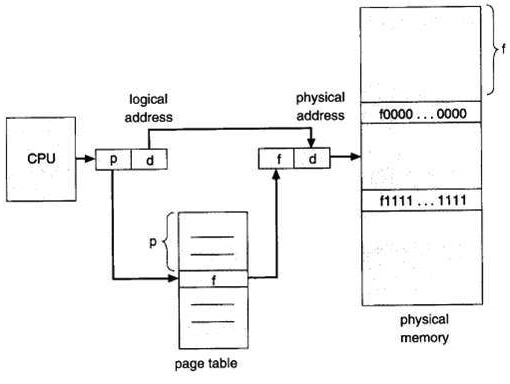 f
logical
address
physical
address
f0000 ... 0000
CPU
p
d
f
d
f1111 ... 1111
p
f
physical
memory
page table